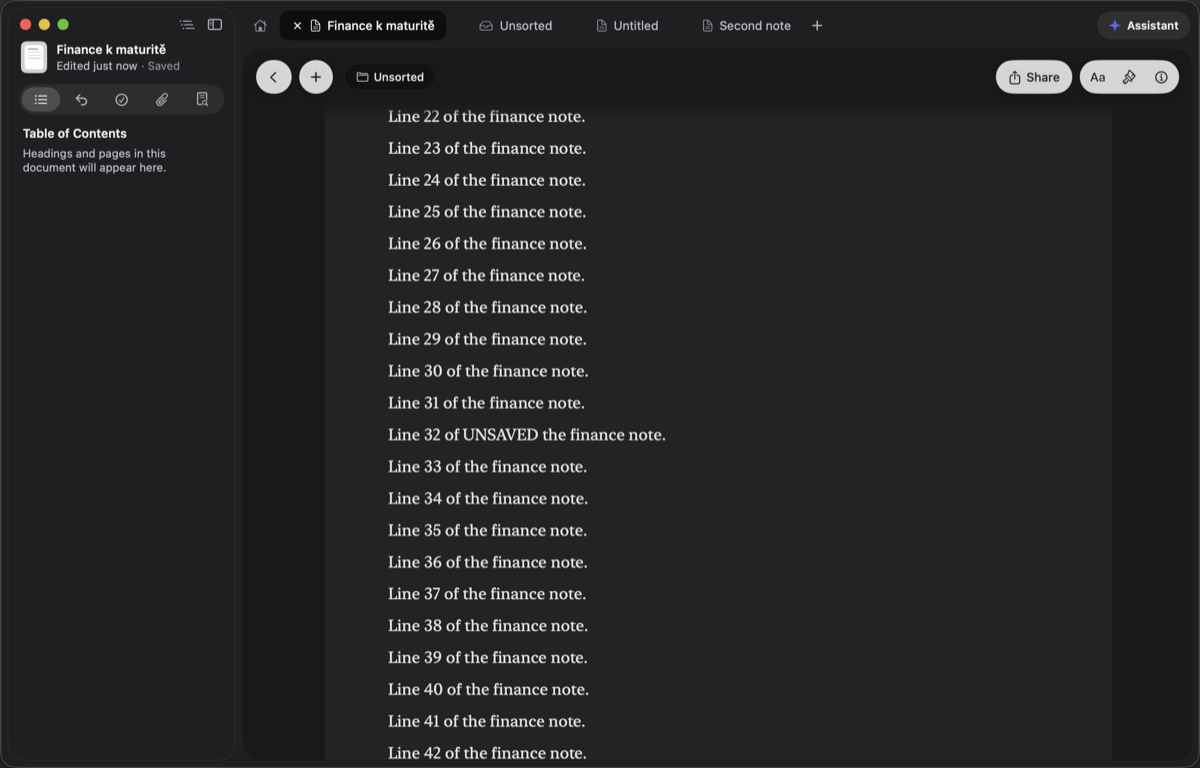 Finance k maturitě
Edited just now · Saved
Table of Contents
Headings and pages in this
document will appear here.
Finance k maturitě
Unsorted
Untitled
Second note
Assistant
Unsorted
Share
Aa
Line 22 of the finance note.
Line 23 of the finance note.
Line 24 of the finance note.
Line 25 of the finance note.
Line 26 of the finance note.
Line 27 of the finance note.
Line 28 of the finance note.
Line 29 of the finance note.
Line 30 of the finance note.
Line 31 of the finance note.
Line 32 of UNSAVED the finance note.
Line 33 of the finance note.
Line 34 of the finance note.
Line 35 of the finance note.
Line 36 of the finance note.
Line 37 of the finance note.
Line 38 of the finance note.
Line 39 of the finance note.
Line 40 of the finance note.
Line 41 of the finance note.
Line 42 of the finance note.